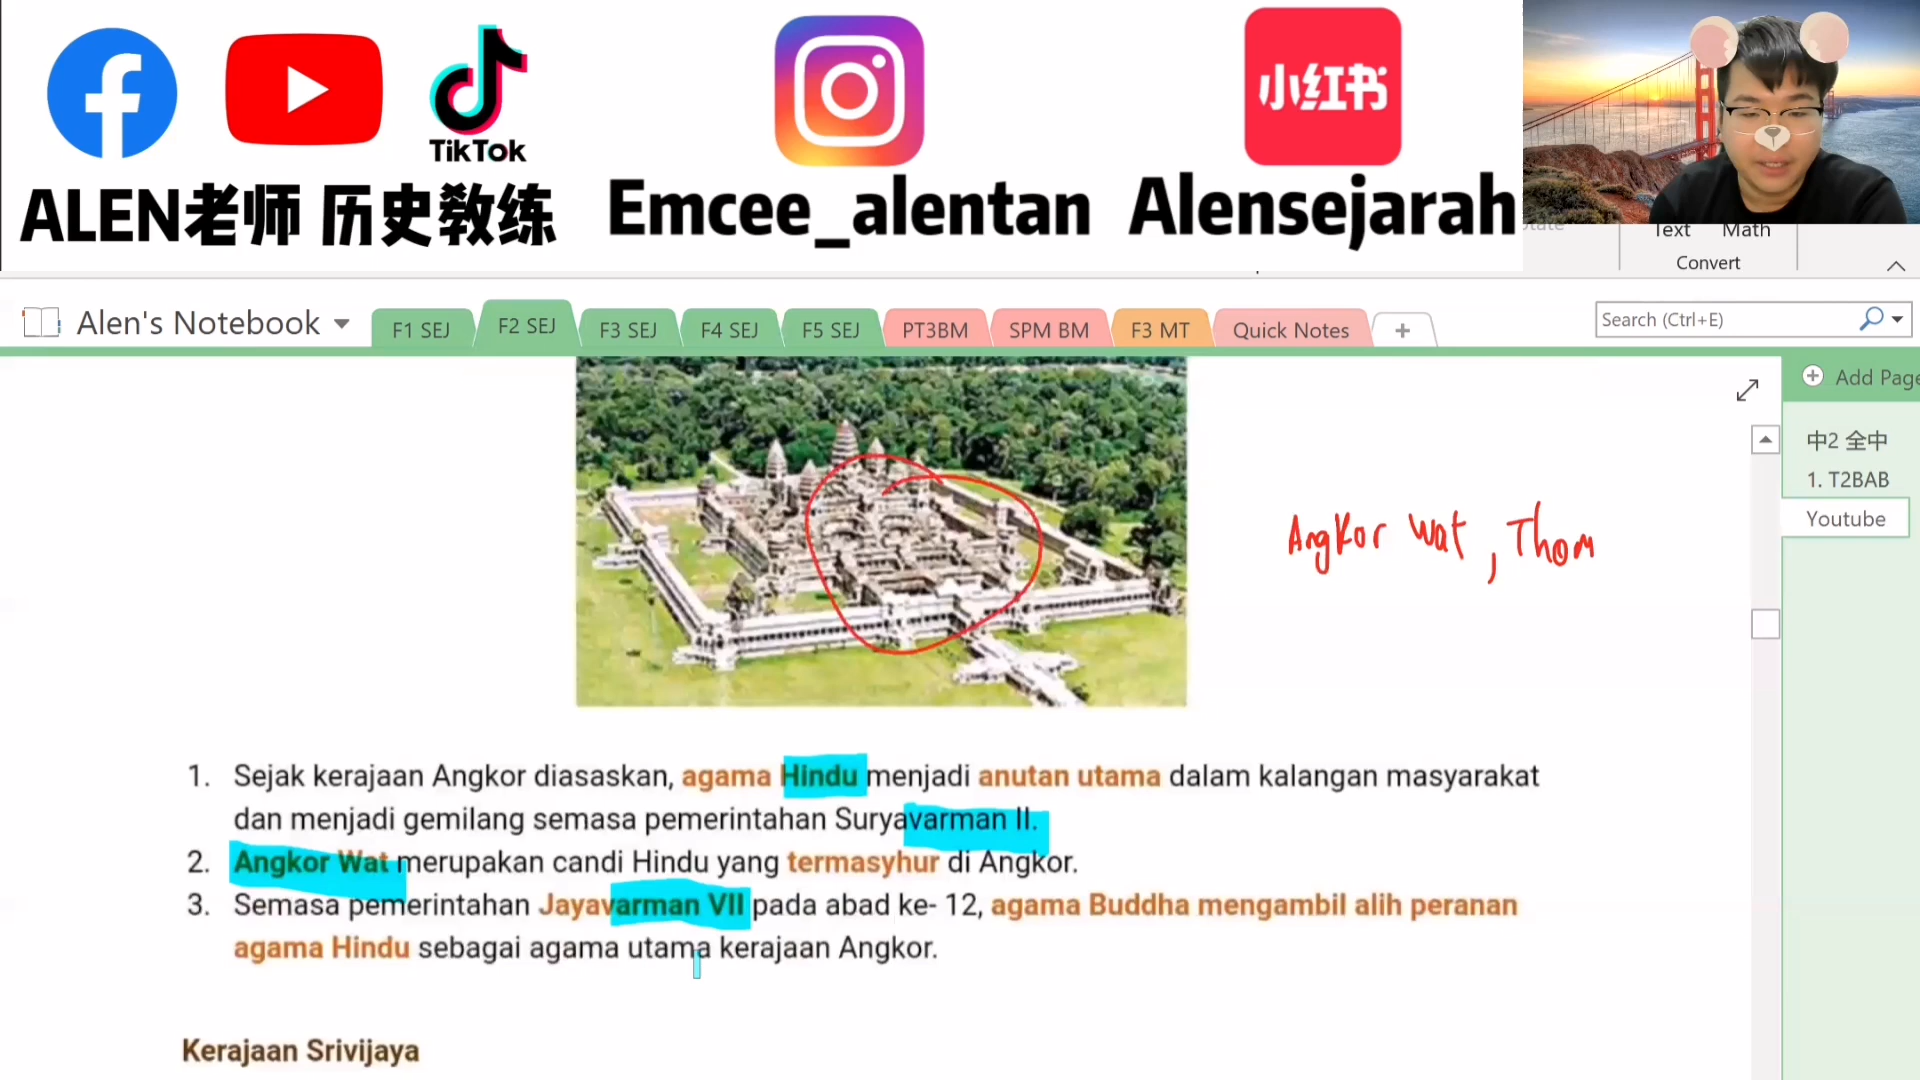 TikTok
小红书
ALEN老师 历史教练
Emcee_alentan
Alensejarah
Text Math
Convert
Alen's Notebook
F1 SEJ
F2 SEJ
F3 SEJ
F4 SEJ
F5 SEJ
PT3BM
SPM BM
F3 MT
Quick Notes
Search (Ctrl+E)
Add Page
中2 全中
1. T2BAB
Youtube
Angkor Wat, Thom
1. Sejak kerajaan Angkor diasaskan, agama Hindu menjadi anutan utama dalam kalangan masyarakat
dan menjadi gemilang semasa pemerintahan Suryavarman II.
2. Angkor Wat merupakan candi Hindu yang termasyhur di Angkor.
3. Semasa pemerintahan Jayavarman VII pada abad ke- 12, agama Buddha mengambil alih peranan
agama Hindu sebagai agama utama kerajaan Angkor.
Kerajaan Srivijaya